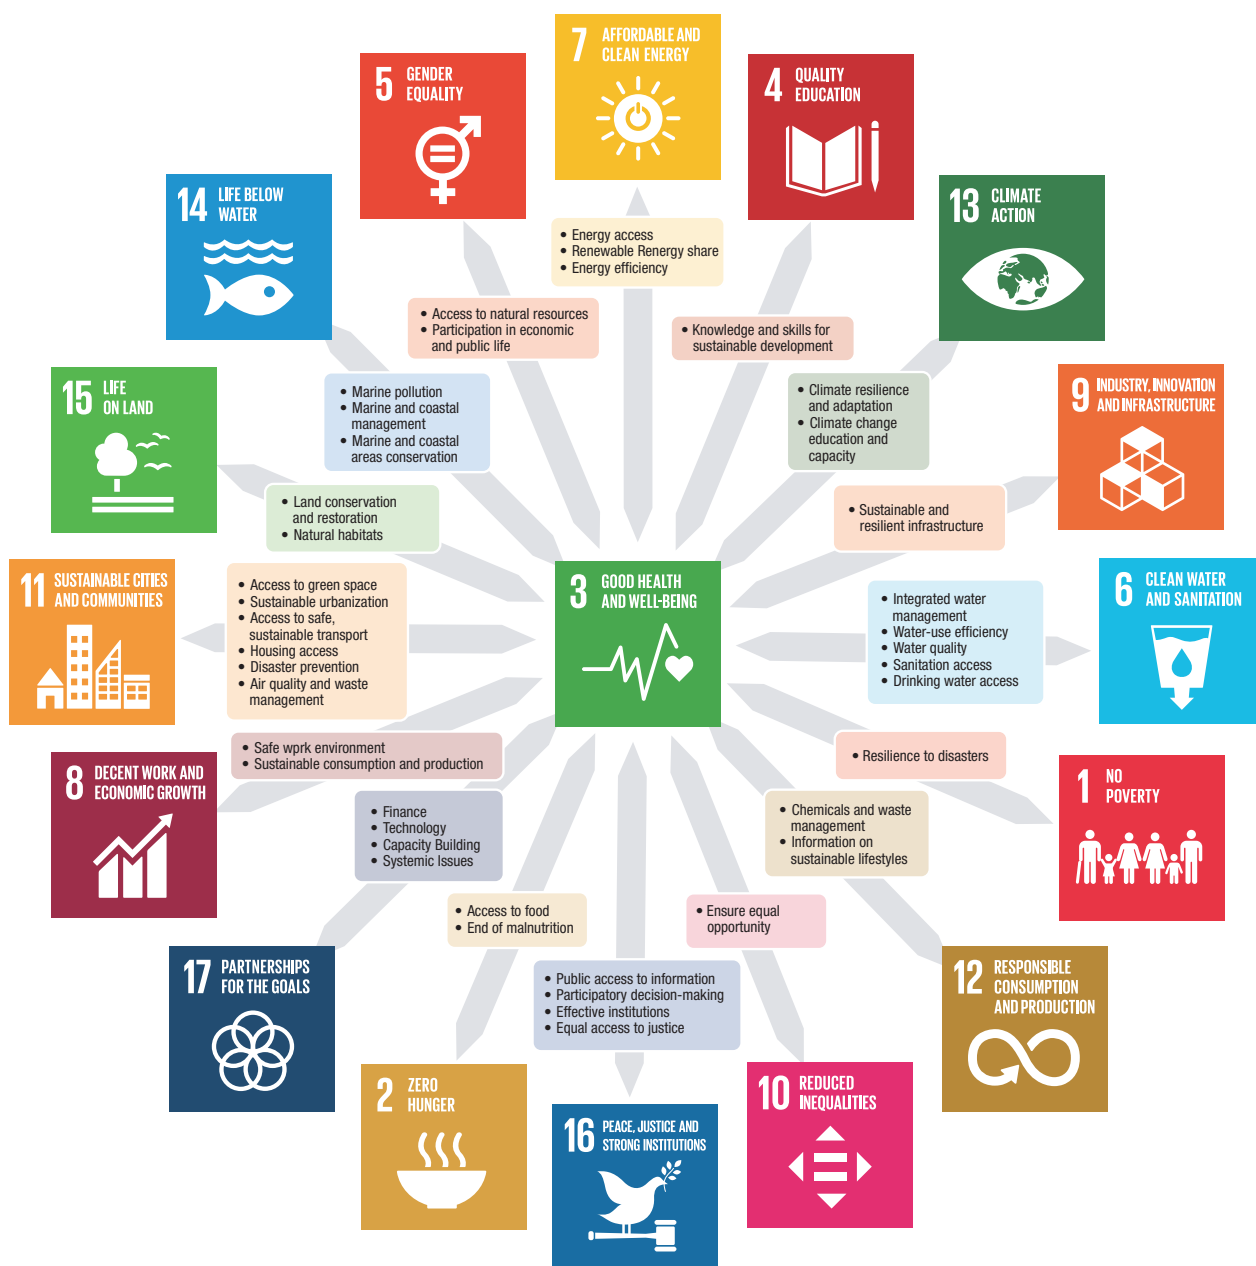 7 AFFORDABLE AND
CLEAN ENERGY
5 GENDER
EQUALITY
4 QUALITY
EDUCATION
14 LIFE BELOW
WATER
13 CLIMATE
ACTION
• Energy access
• Renewable Renergy share
• Energy efficiency
• Access to natural resources
• Participation in economic
and public life
• Knowledge and skills for
sustainable development
15 LIFE
ON LAND
• Marine pollution
• Marine and coastal
management
• Marine and coastal
areas conservation
• Climate resilience
and adaptation
• Climate change
education and
capacity
9 INDUSTRY, INNOVATION
AND INFRASTRUCTURE
• Land conservation
and restoration
• Natural habitats
• Sustainable and
resilient infrastructure
11 SUSTAINABLE CITIES
AND COMMUNITIES
• Access to green space
• Sustainable urbanization
• Access to safe,
sustainable transport
• Housing access
• Disaster prevention
• Air quality and waste
management
3 GOOD HEALTH
AND WELL-BEING
• Integrated water
management
• Water-use efficiency
• Water quality
• Sanitation access
• Drinking water access
6 CLEAN WATER
AND SANITATION
8 DECENT WORK AND
ECONOMIC GROWTH
• Safe wprk environment
• Sustainable consumption and production
• Resilience to disasters
1 NO
POVERTY
• Finance
• Technology
• Capacity Building
• Systemic Issues
• Chemicals and waste
management
• Information on
sustainable lifestyles
• Access to food
• End of malnutrition
• Ensure equal
opportunity
17 PARTNERSHIPS
FOR THE GOALS
• Public access to information
• Participatory decision-making
• Effective institutions
• Equal access to justice
12 RESPONSIBLE
CONSUMPTION
AND PRODUCTION
2 ZERO
HUNGER
16 PEACE, JUSTICE AND
STRONG INSTITUTIONS
10 REDUCED
INEQUALITIES